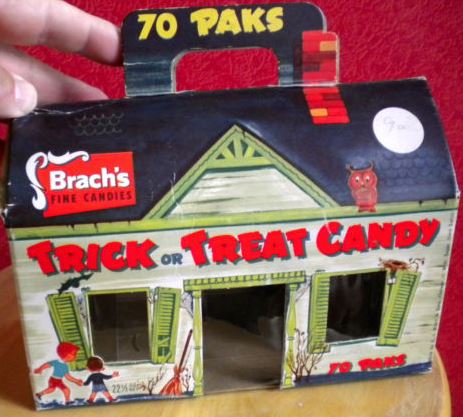 70 PAKS
Brach's
FINE CANDIES
TRICK OR TREAT CANDY
70 PAKS